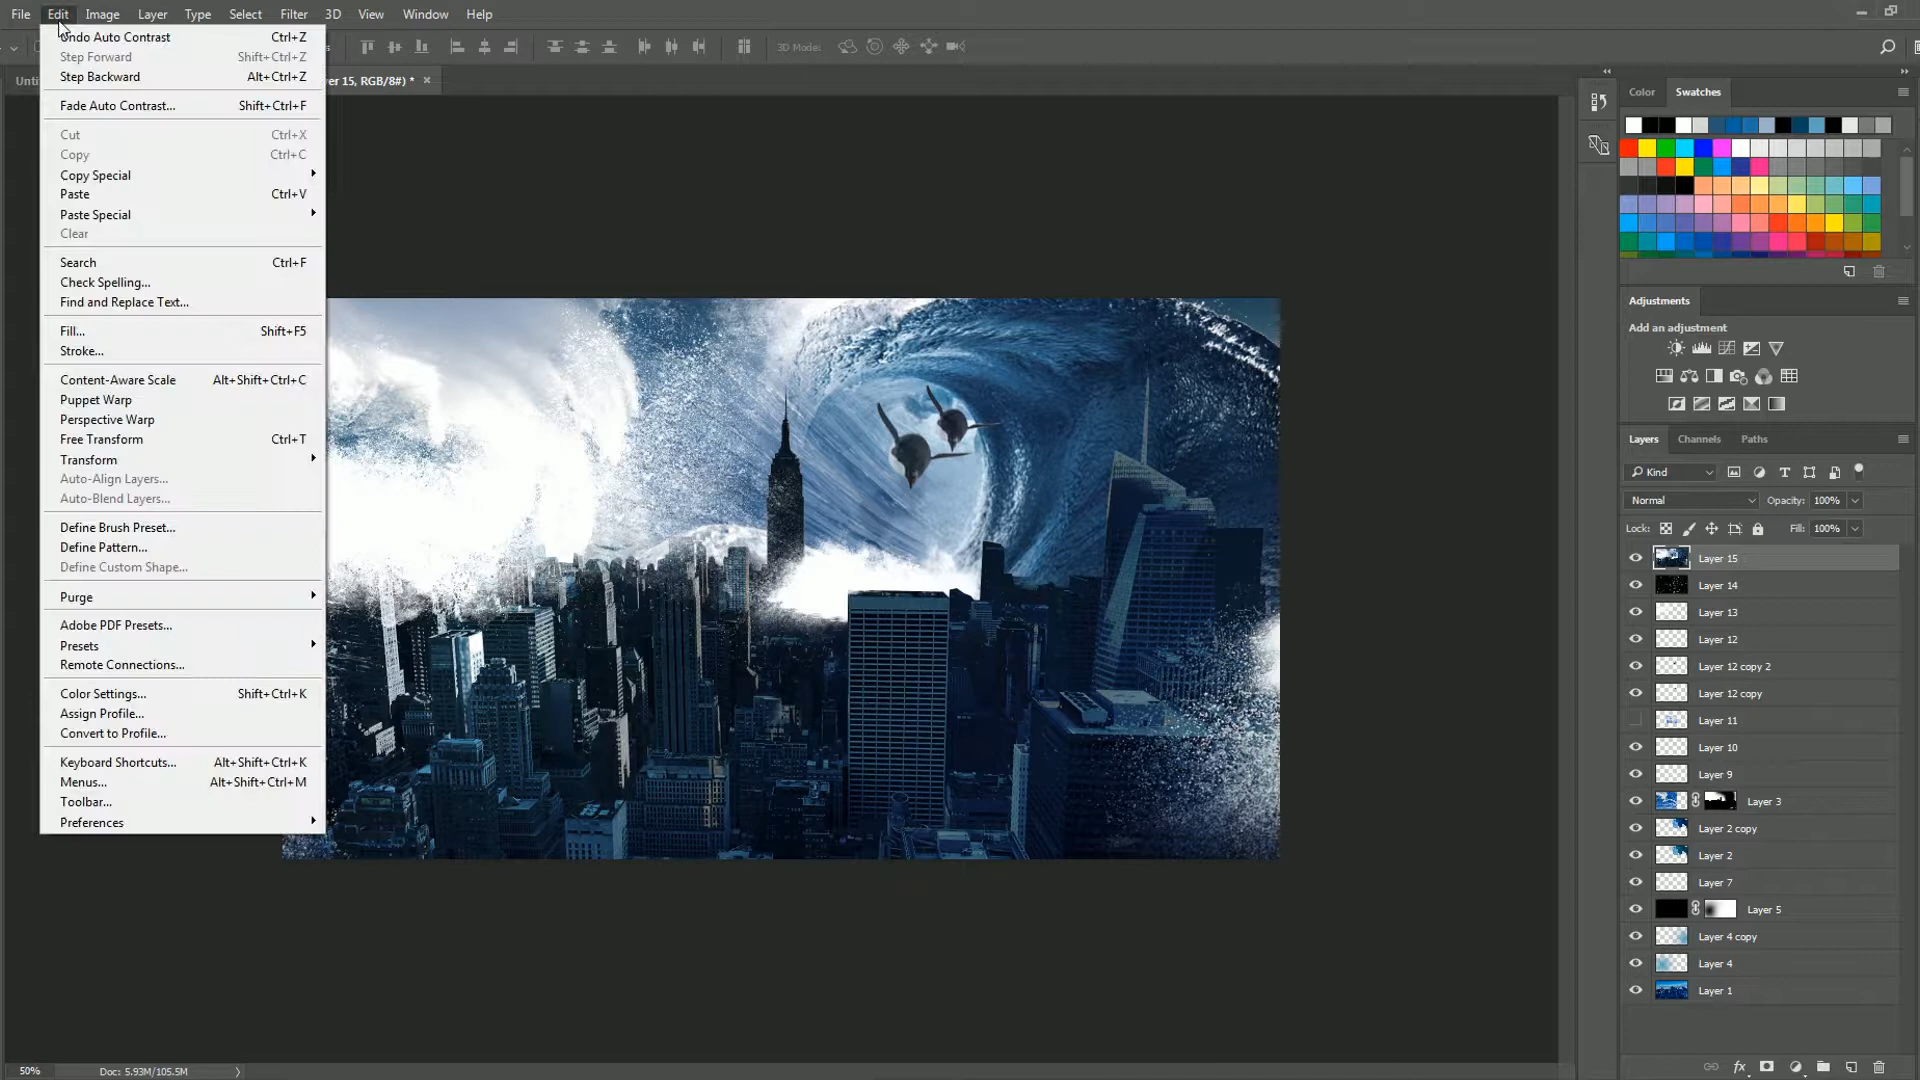 File Edit Image Layer Type Select Filter 3D View Window Help
Undo Auto Contrast Ctrl+Z
3D Mode:
Step Forward Shift+Ctrl+Z
Step Backward Alt+Ctrl+Z
er 15, RGB/8#) * ×
Color Swatches
Fade Auto Contrast... Shift+Ctrl+F
Cut Ctrl+X
Copy Ctrl+C
Copy Special
Paste Ctrl+V
Paste Special
Clear
Search Ctrl+F
Check Spelling...
Find and Replace Text...
Fill... Shift+F5
Stroke...
Content-Aware Scale Alt+Shift+Ctrl+C
Puppet Warp
Perspective Warp
Free Transform Ctrl+T
Transform
Auto-Align Layers...
Auto-Blend Layers...
Define Brush Preset...
Define Pattern...
Define Custom Shape...
Purge
Adobe PDF Presets...
Presets
Remote Connections...
Color Settings... Shift+Ctrl+K
Assign Profile...
Convert to Profile...
Keyboard Shortcuts... Alt+Shift+Ctrl+K
Menus... Alt+Shift+Ctrl+M
Toolbar...
Preferences
Adjustments
Add an adjustment
Layers Channels Paths
Kind
Normal Opacity: 100%
Lock: Fill: 100%
Layer 15
Layer 14
Layer 13
Layer 12
Layer 12 copy 2
Layer 12 copy
Layer 11
Layer 10
Layer 9
Layer 3
Layer 2 copy
Layer 2
Layer 7
Layer 5
Layer 4 copy
Layer 4
Layer 1
50% Doc: 5.93M/105.5M